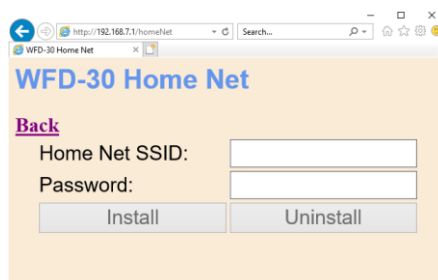 http://192.168.7.1/homeNet
Search...
WFD-30 Home Net
WFD-30 Home Net
Back
Home Net SSID:
Password:
Install Uninstall